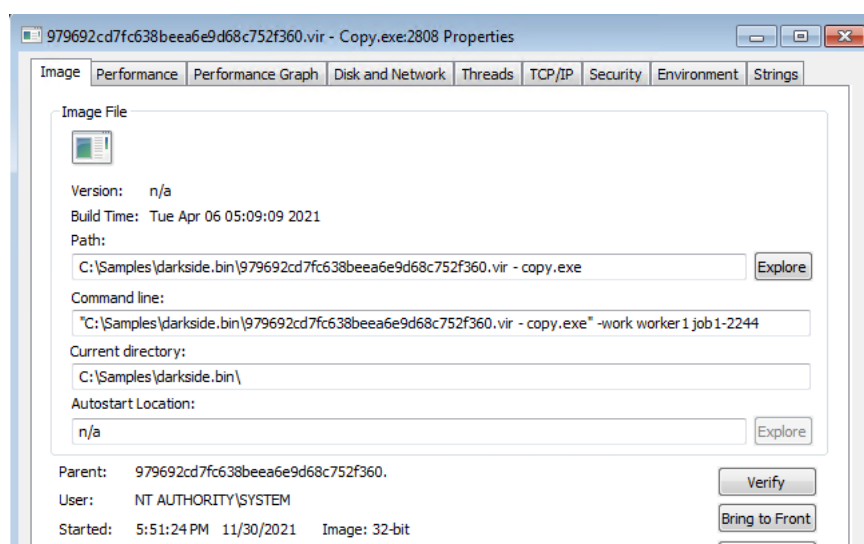 979692cd7fc638beea6e9d68c752f360.vir - Copy.exe:2808 Properties
Image Performance Performance Graph Disk and Network Threads TCP/IP Security Environment Strings
Image File
Version: n/a
Build Time: Tue Apr 06 05:09:09 2021
Path:
C:\Samples\darkside.bin\979692cd7fc638beea6e9d68c752f360.vir - copy.exe Explore
Command line:
"C:\Samples\darkside.bin\979692cd7fc638beea6e9d68c752f360.vir - copy.exe" -work worker1 job1-2244
Current directory:
C:\Samples\darkside.bin\
Autostart Location:
n/a Explore
Parent: 979692cd7fc638beea6e9d68c752f360.
Verify
User: NT AUTHORITY\SYSTEM
Bring to Front
Started: 5:51:24 PM 11/30/2021 Image: 32-bit